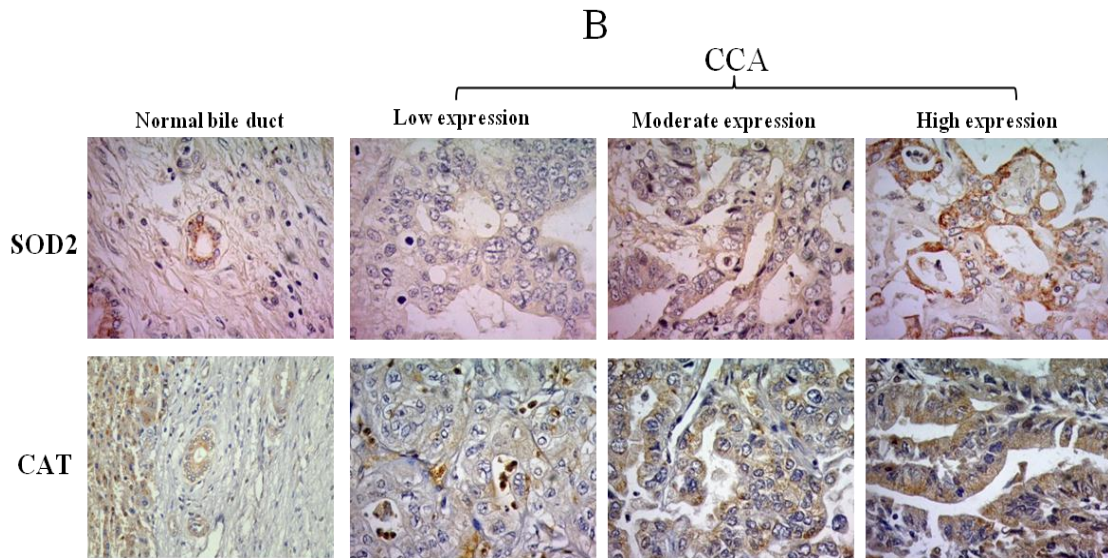 B
CCA
Normal bile duct
Low expression
Moderate expression
High expression
SOD2
CAT